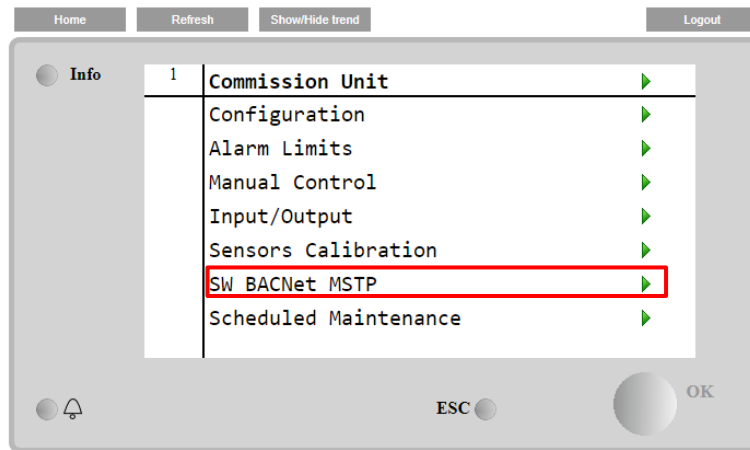 Home Refresh Show/Hide trend Logout
Info 1 Commission Unit
Configuration
Alarm Limits
Manual Control
Input/Output
Sensors Calibration
SW BACNet MSTP
Scheduled Maintenance
ESC OK